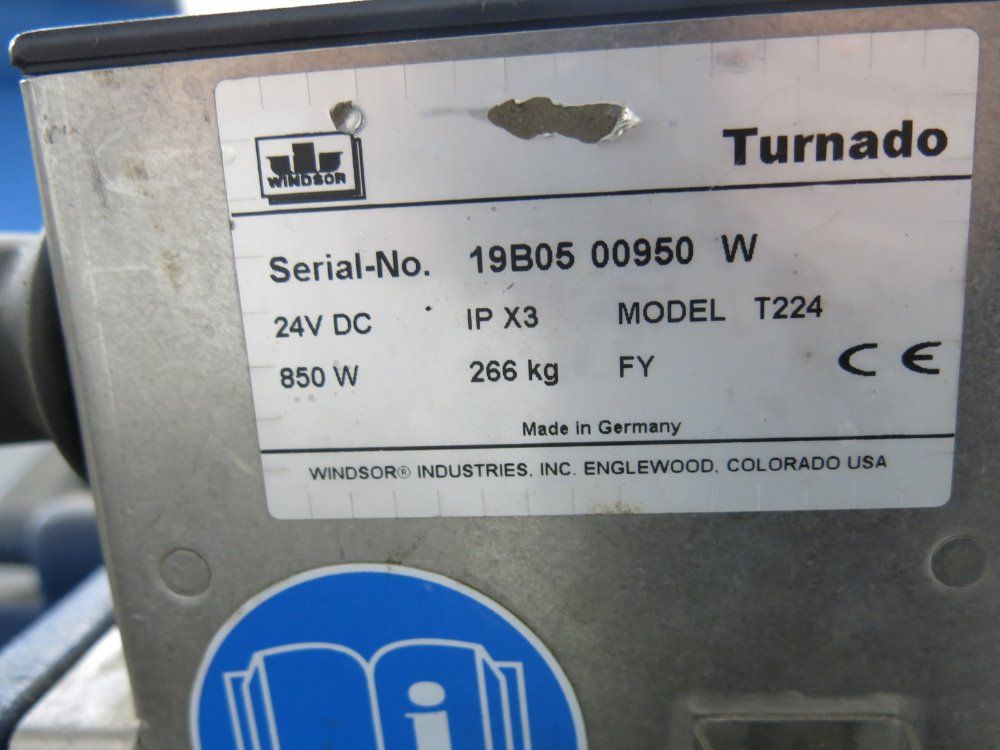 WINDSOR
Turnado
Serial-No. 19B05 00950 W
24V DC IP X3 MODEL T224
850 W 266 kg FY CE
Made in Germany
WINDSOR® INDUSTRIES, INC. ENGLEWOOD, COLORADO USA
i